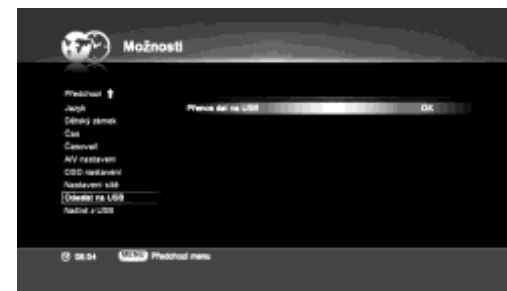 Možnosti
Předchozí
Jazyk
Přenos dat na USB OK
Dětský zámek
Čas
Časovač
A/V nastavení
OSD nastavení
Nastavení sítě
Odeslat na USB
Načíst z USB
08:54 MENU Předchozí menu